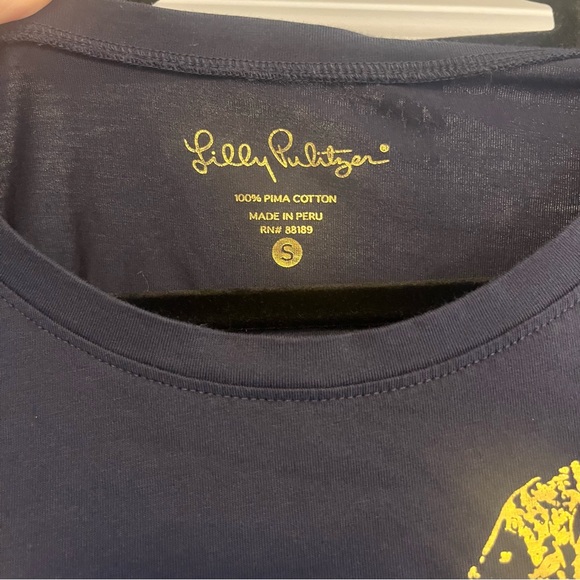 Lilly Pulitzer®
100% PIMA COTTON
MADE IN PERU
RN# 88189
S